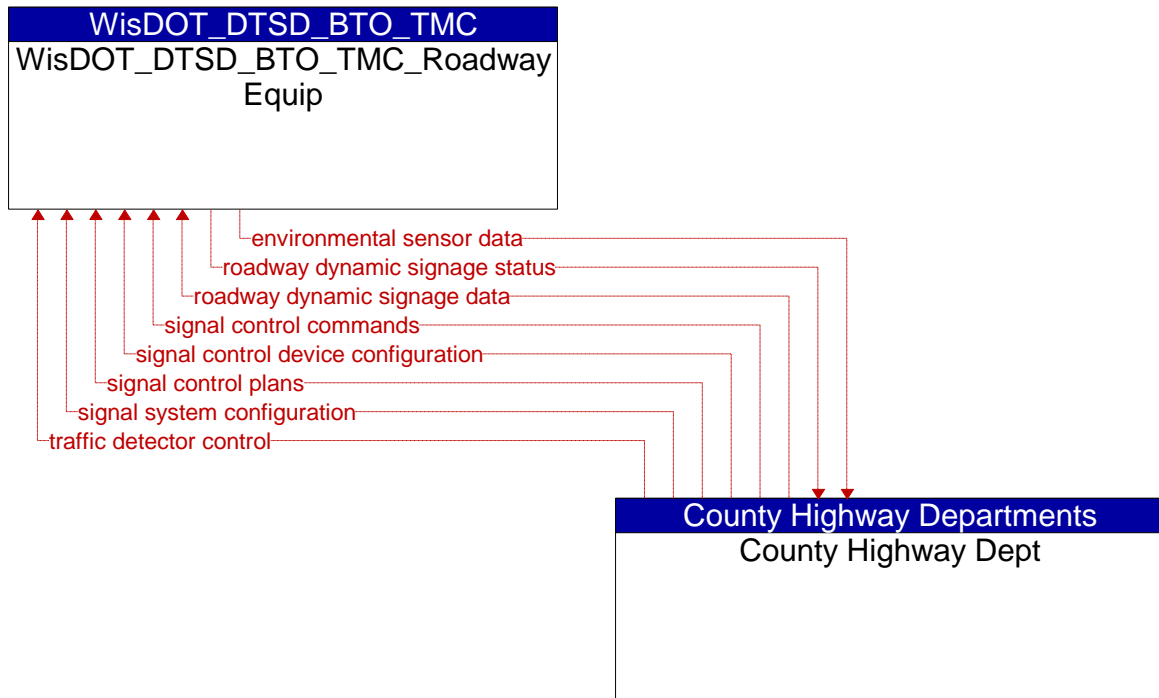 WisDOT_DTSD_BTO_TMC
WisDOT_DTSD_BTO_TMC_Roadway
Equip
environmental sensor data
roadway dynamic signage status
roadway dynamic signage data
signal control commands
signal control device configuration
signal control plans
signal system configuration
traffic detector control
County Highway Departments
County Highway Dept